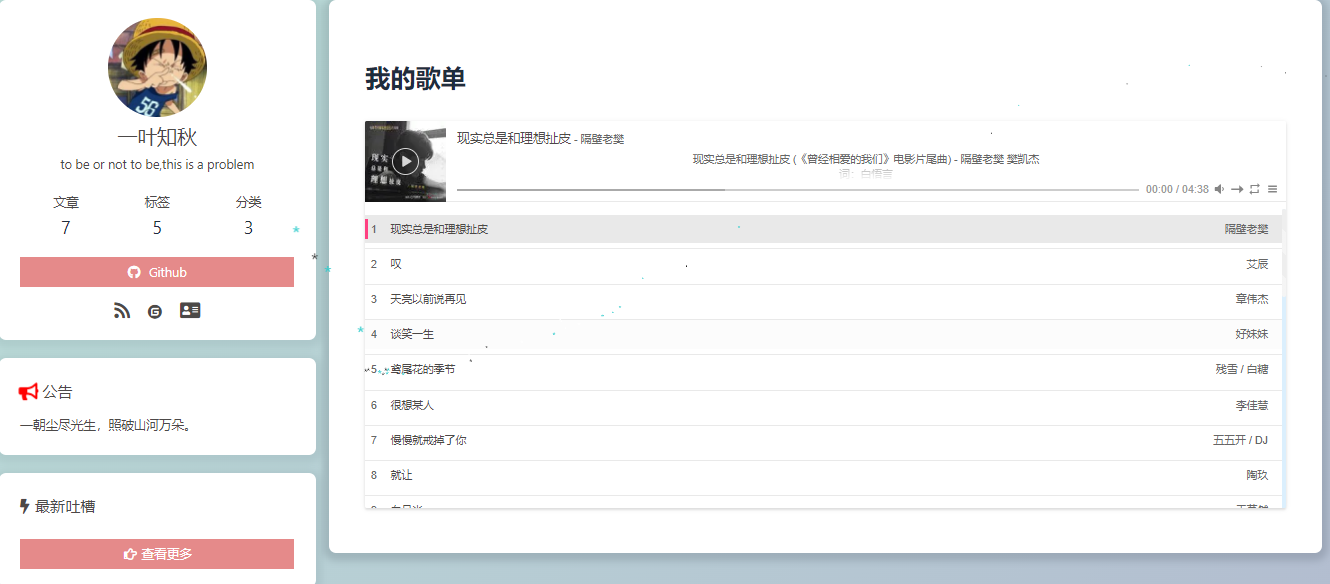 一叶知秋
to be or not to be,this is a problem
文章 标签 分类
7 5 3
Github
公告
一朝尘尽光生，照破山河万朵。
最新吐槽
查看更多
我的歌单
现实总是和理想扯皮 - 隔壁老樊
现实总是和理想扯皮 (《曾经相爱的我们》电影片尾曲) - 隔壁老樊 樊凯杰
词：白悟言
00:00 / 04:38
1 现实总是和理想扯皮 隔壁老樊
2 叹 艾辰
3 天亮以前说再见 章伟杰
4 谈笑一生 好妹妹
5 鸢尾花的季节 残雪 / 白糖
6 很想某人 李佳慧
7 慢慢就戒掉了你 五五开 / DJ
8 就让 陶玖